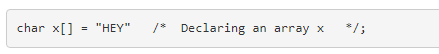 char x[] = "HEY"   /*  Declaring an array x   */;